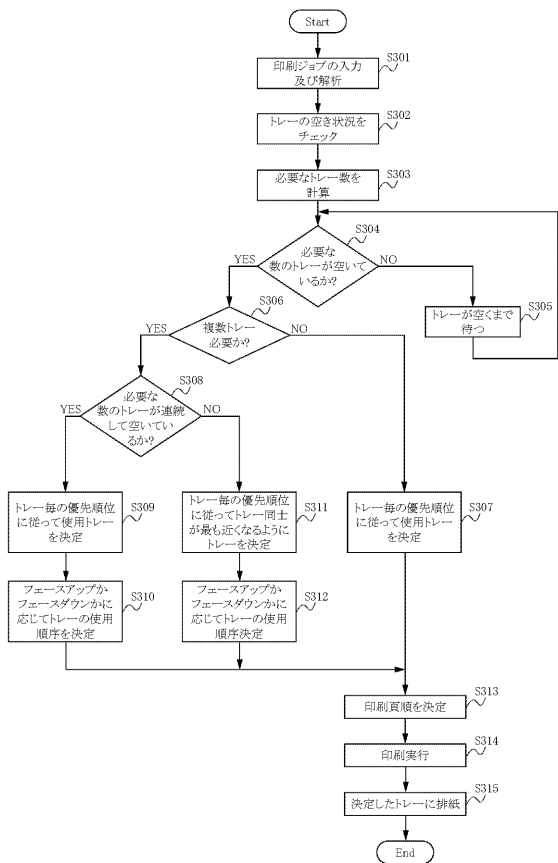 Start
S301
印刷ジョブの入力
及び解析
S302
トレーの空き状況を
チェック
S303
必要なトレー数を
計算
S304
必要な
数のトレーが空いて
いるか?
YES
NO
S305
トレーが空くまで
待つ
S306
複数トレー
必要か?
YES
NO
S308
必要な
数のトレーが連続
して空いてい
るか?
YES
NO
S309
トレー毎の優先順位
に従って使用トレー
を決定
S311
トレー毎の優先順位
に従ってトレー同士
が最も近くなるように
トレーを決定
S307
トレー毎の優先順位
に従って使用トレー
を決定
S310
フェースアップか
フェースダウンかに
応じてトレーの使用
順序を決定
S312
フェースアップか
フェースダウンかに
応じてトレーの使用
順序決定
S313
印刷頁順を決定
S314
印刷実行
S315
決定したトレーに排紙
End